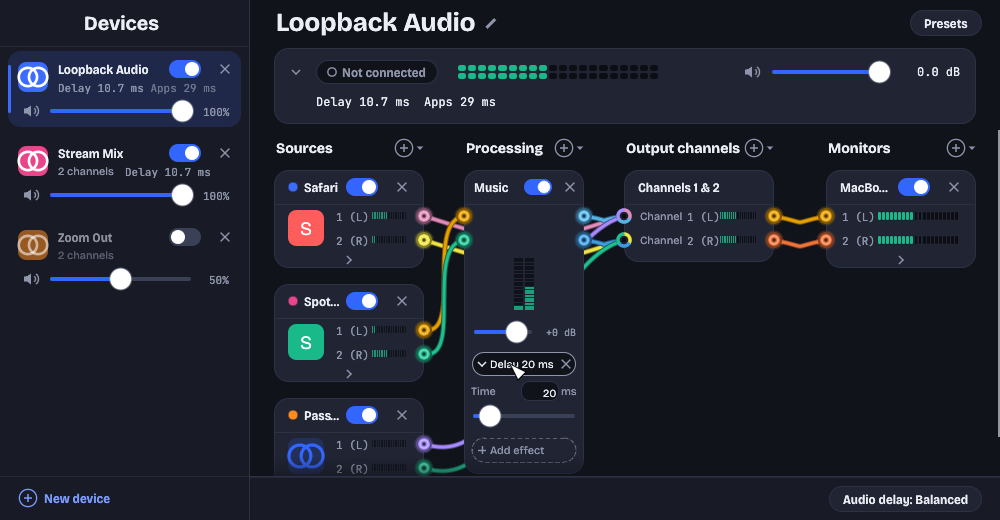 Devices
Loopback Audio
Delay 10.7 ms Apps 29 ms
100%
Stream Mix
2 channels Delay 10.7 ms
100%
Zoom Out
2 channels
50%
New device
Loopback Audio
Presets
Not connected
0.0 dB
Delay 10.7 ms Apps 29 ms
Sources
Processing
Output channels
Monitors
Safari
S
1 (L)
2 (R)
Spot...
S
1 (L)
2 (R)
Pass...
1 (L)
2 (R)
Music
+0 dB
Delay 20 ms
Time 20 ms
+ Add effect
Channels 1 & 2
Channel 1 (L)
Channel 2 (R)
MacBo...
1 (L)
2 (R)
Audio delay: Balanced